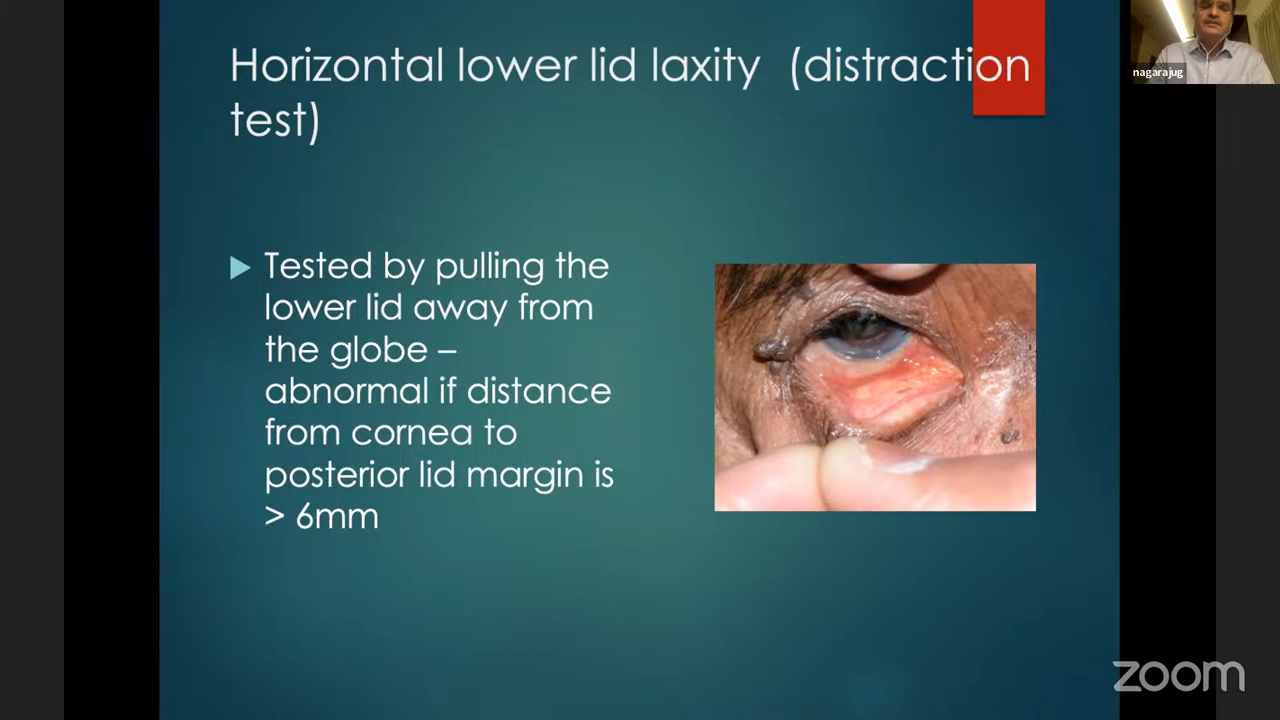 Horizontal lower lid laxity (distraction
test)
nagarajug
Tested by pulling the
lower lid away from
the globe –
abnormal if distance
from cornea to
posterior lid margin is
> 6mm
zoom